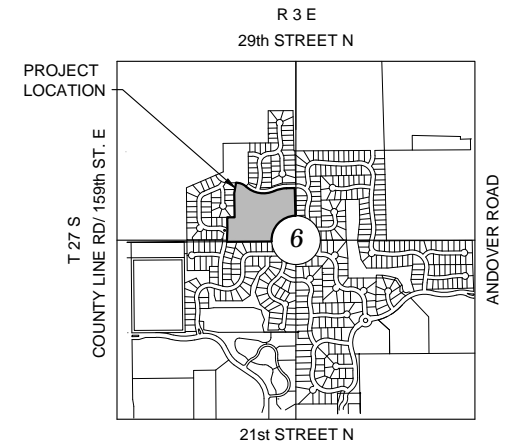 R 3 E
29th STREET N
PROJECT
LOCATION
T 27 S
COUNTY LINE RD/ 159th ST. E
6
ANDOVER ROAD
21st STREET N